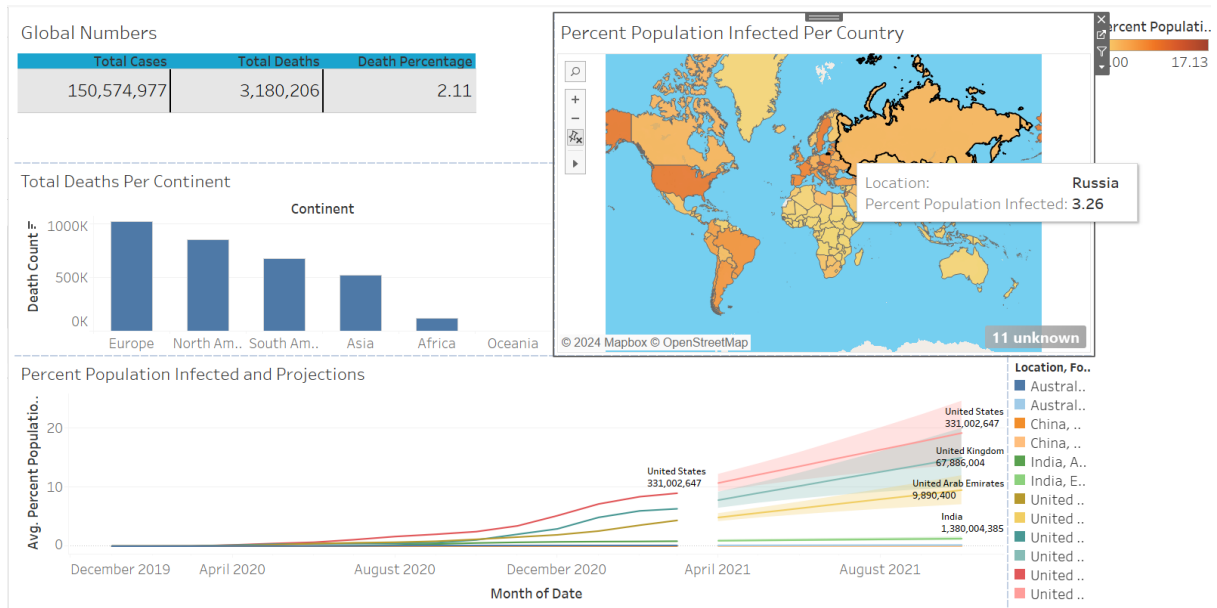 Global Numbers
Total Cases Total Deaths Death Percentage
150,574,977 3,180,206 2.11
Percent Population Infected Per Country
ercent Populati..
.00 17.13
Location: Russia
Percent Population Infected: 3.26
© 2024 Mapbox © OpenStreetMap
11 unknown
Total Deaths Per Continent
Continent
Death Count
1000K
500K
0K
Europe North Am.. South Am.. Asia Africa Oceania
Percent Population Infected and Projections
Avg. Percent Populatio..
20
10
0
United States
331,002,647
United States
331,002,647
United Kingdom
67,886,004
United Arab Emirates
9,890,400
India
1,380,004,385
December 2019 April 2020 August 2020 December 2020 April 2021 August 2021
Month of Date
Location, Fo..
Austral..
Austral..
China, ..
China, ..
India, A..
India, E..
United ..
United ..
United ..
United ..
United ..
United ..